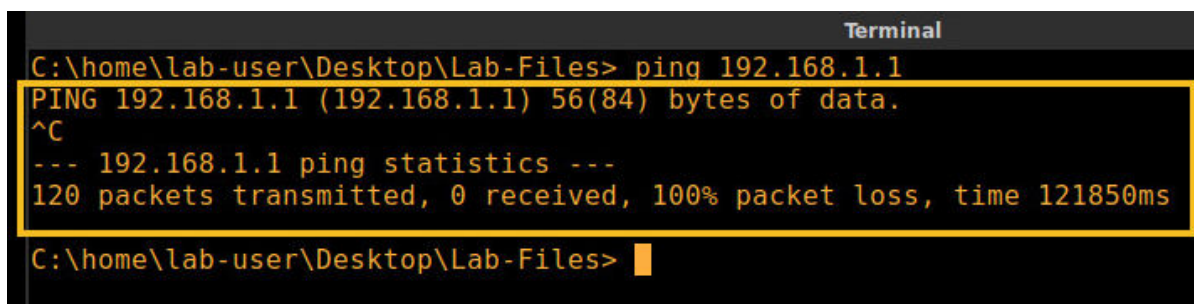 Terminal
C:\home\lab-user\Desktop\Lab-Files> ping 192.168.1.1
PING 192.168.1.1 (192.168.1.1) 56(84) bytes of data.
^C
--- 192.168.1.1 ping statistics ---
120 packets transmitted, 0 received, 100% packet loss, time 121850ms
C:\home\lab-user\Desktop\Lab-Files>